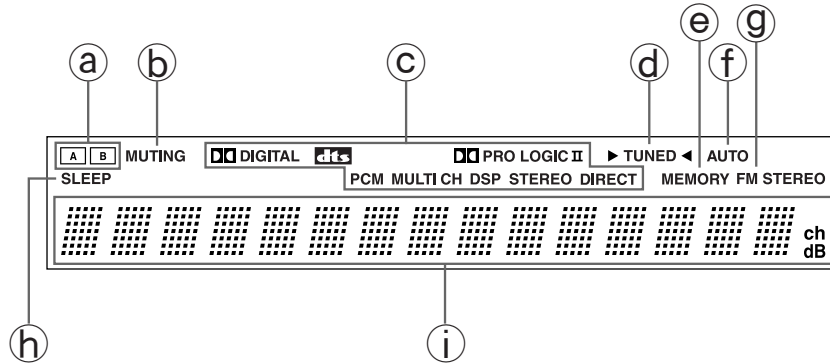 e g
a b c d f
A B MUTING DIGITAL dts PRO LOGIC II ▶ TUNED ◀ AUTO
SLEEP PCM MULTI CH DSP STEREO DIRECT MEMORY FM STEREO
ch
dB
h i